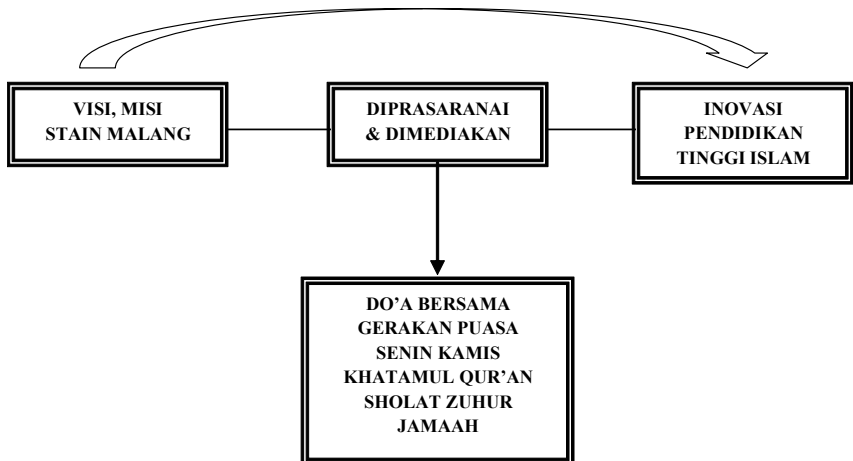 VISI, MISI
STAIN MALANG
DIPRASARANAI
& DIMEDIAKAN
INOVASI
PENDIDIKAN
TINGGI ISLAM
DO'A BERSAMA
GERAKAN PUASA
SENIN KAMIS
KHATAMUL QUR'AN
SHOLAT ZUHUR
JAMAAH